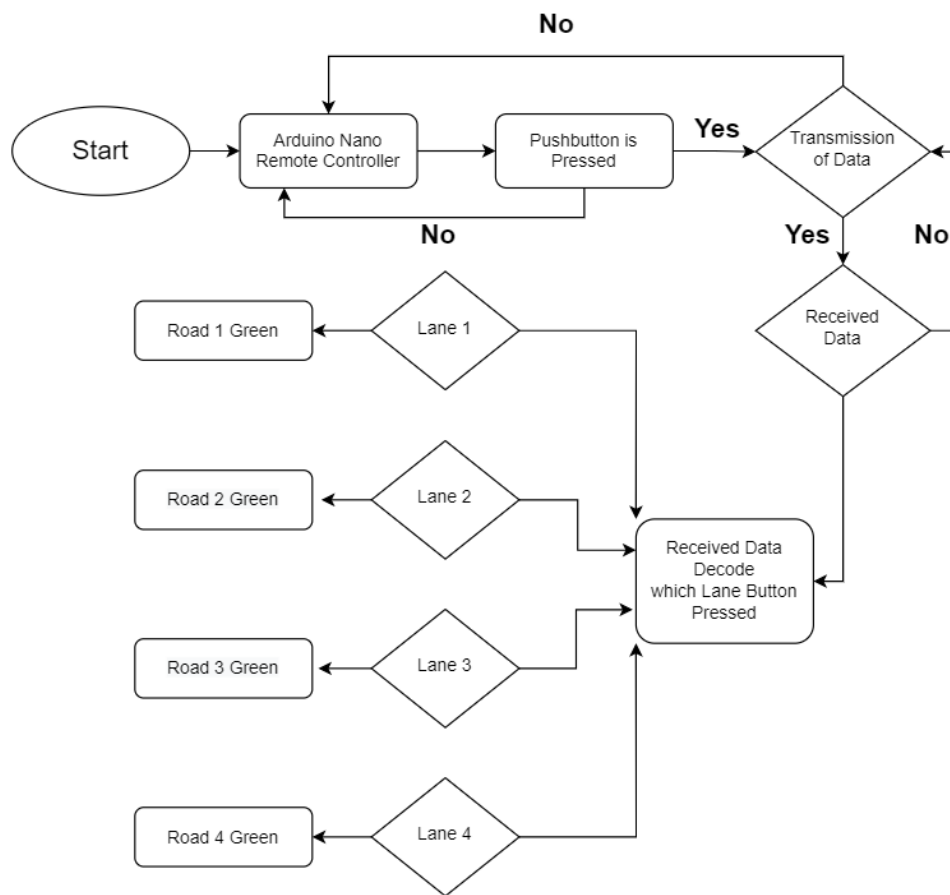 No
Start
Arduino Nano
Remote Controller
Pushbutton is
Pressed
Yes
Transmission
of Data
No
Yes
No
Road 1 Green
Lane 1
Received
Data
Road 2 Green
Lane 2
Received Data
Decode
which Lane Button
Pressed
Road 3 Green
Lane 3
Road 4 Green
Lane 4